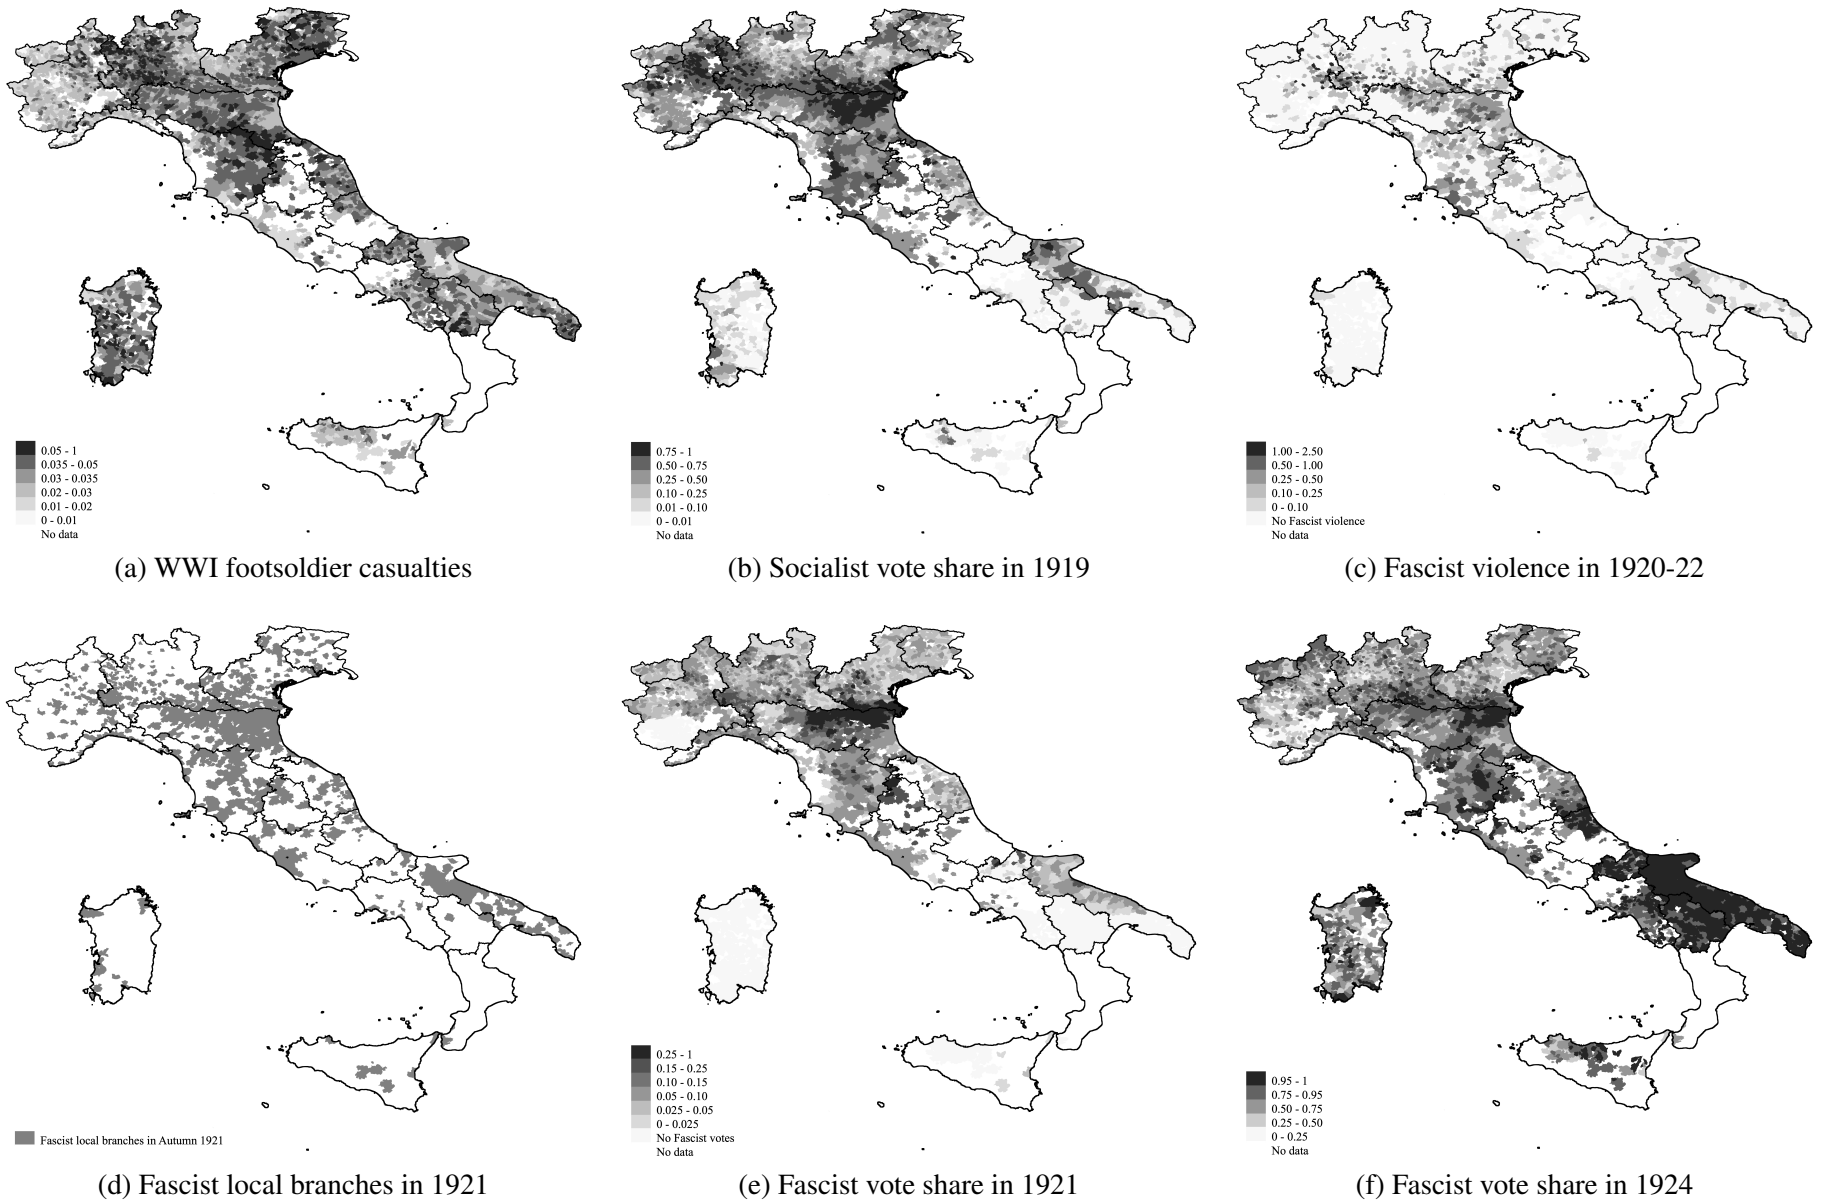 0.05 - 1
0.035 - 0.05
0.03 - 0.035
0.02 - 0.03
0.01 - 0.02
0 - 0.01
No data
(a) WWI footsoldier casualties
0.75 - 1
0.50 - 0.75
0.25 - 0.50
0.10 - 0.25
0.01 - 0.10
0 - 0.01
No data
(b) Socialist vote share in 1919
1.00 - 2.50
0.50 - 1.00
0.25 - 0.50
0.10 - 0.25
0 - 0.10
No Fascist violence
No data
(c) Fascist violence in 1920-22
Fascist local branches in Autumn 1921
(d) Fascist local branches in 1921
0.25 - 1
0.15 - 0.25
0.10 - 0.15
0.05 - 0.10
0.025 - 0.05
0 - 0.025
No Fascist votes
No data
(e) Fascist vote share in 1921
0.95 - 1
0.75 - 0.95
0.50 - 0.75
0.25 - 0.50
0 - 0.25
No data
(f) Fascist vote share in 1924